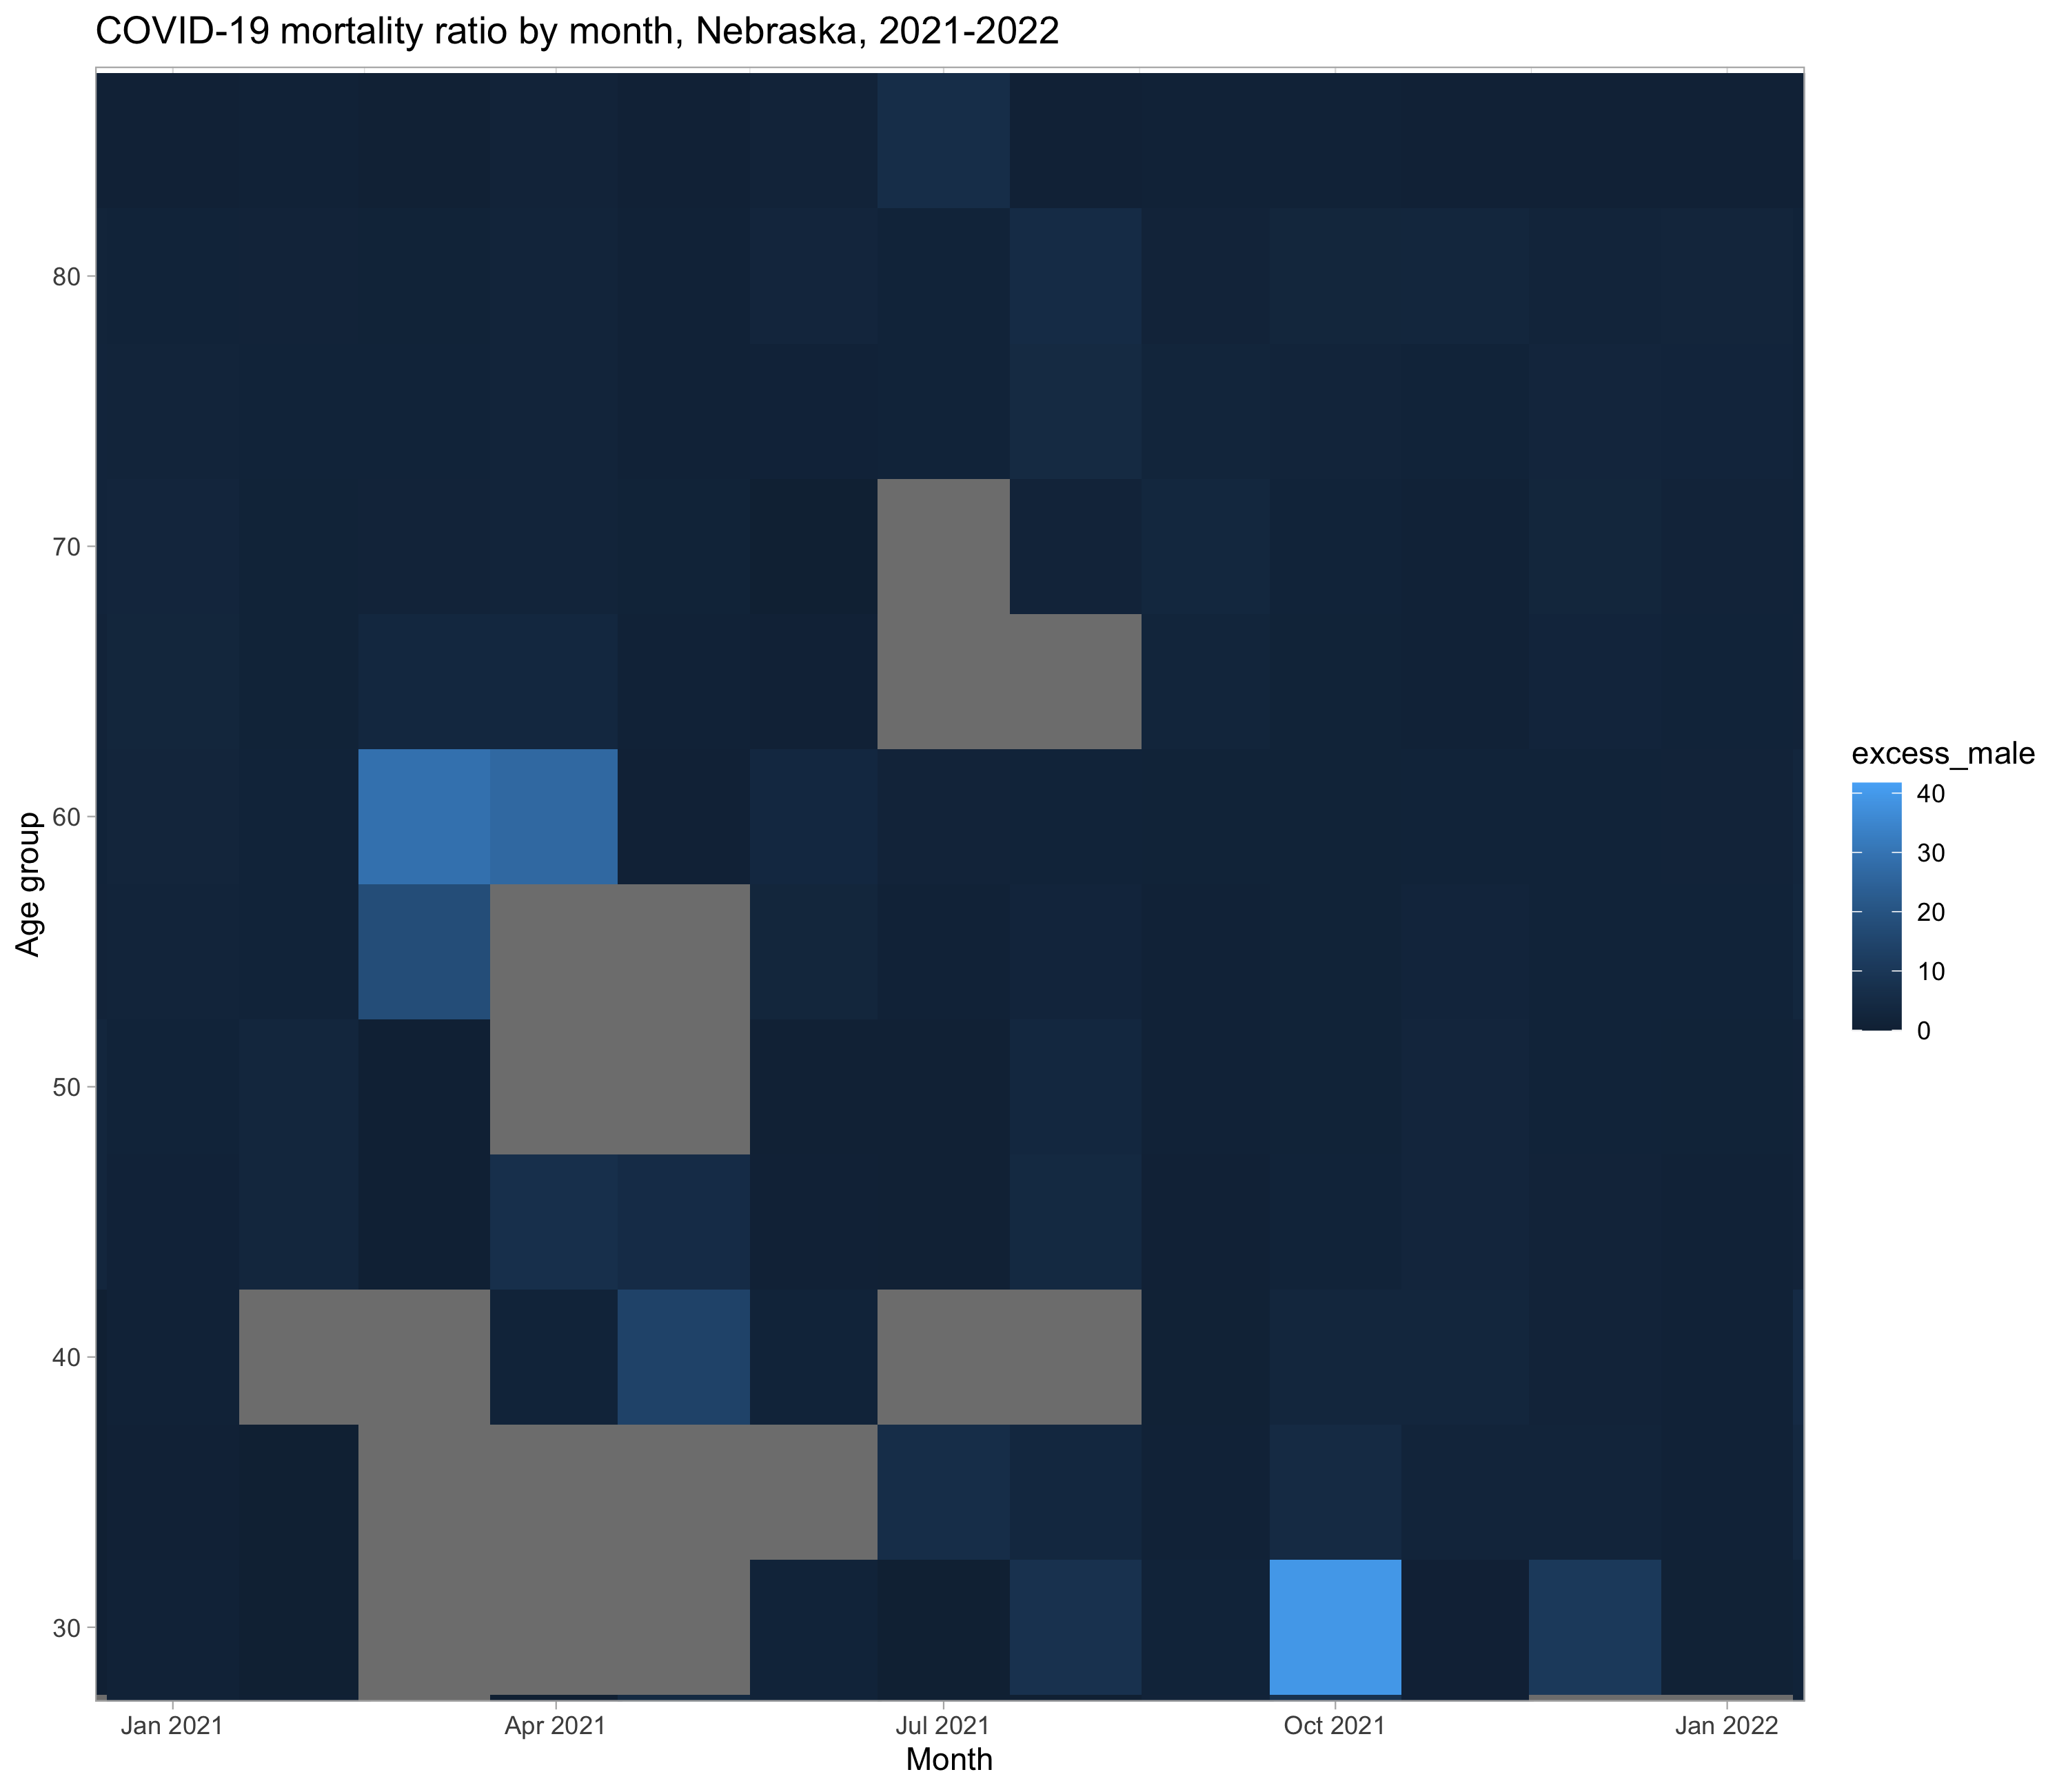 COVID-19 mortality ratio by month, Nebraska, 2021-2022
80
70
60
50
40
30
Age group
Jan 2021
Apr 2021
Jul 2021
Oct 2021
Jan 2022
Month
excess_male
40
30
20
10
0